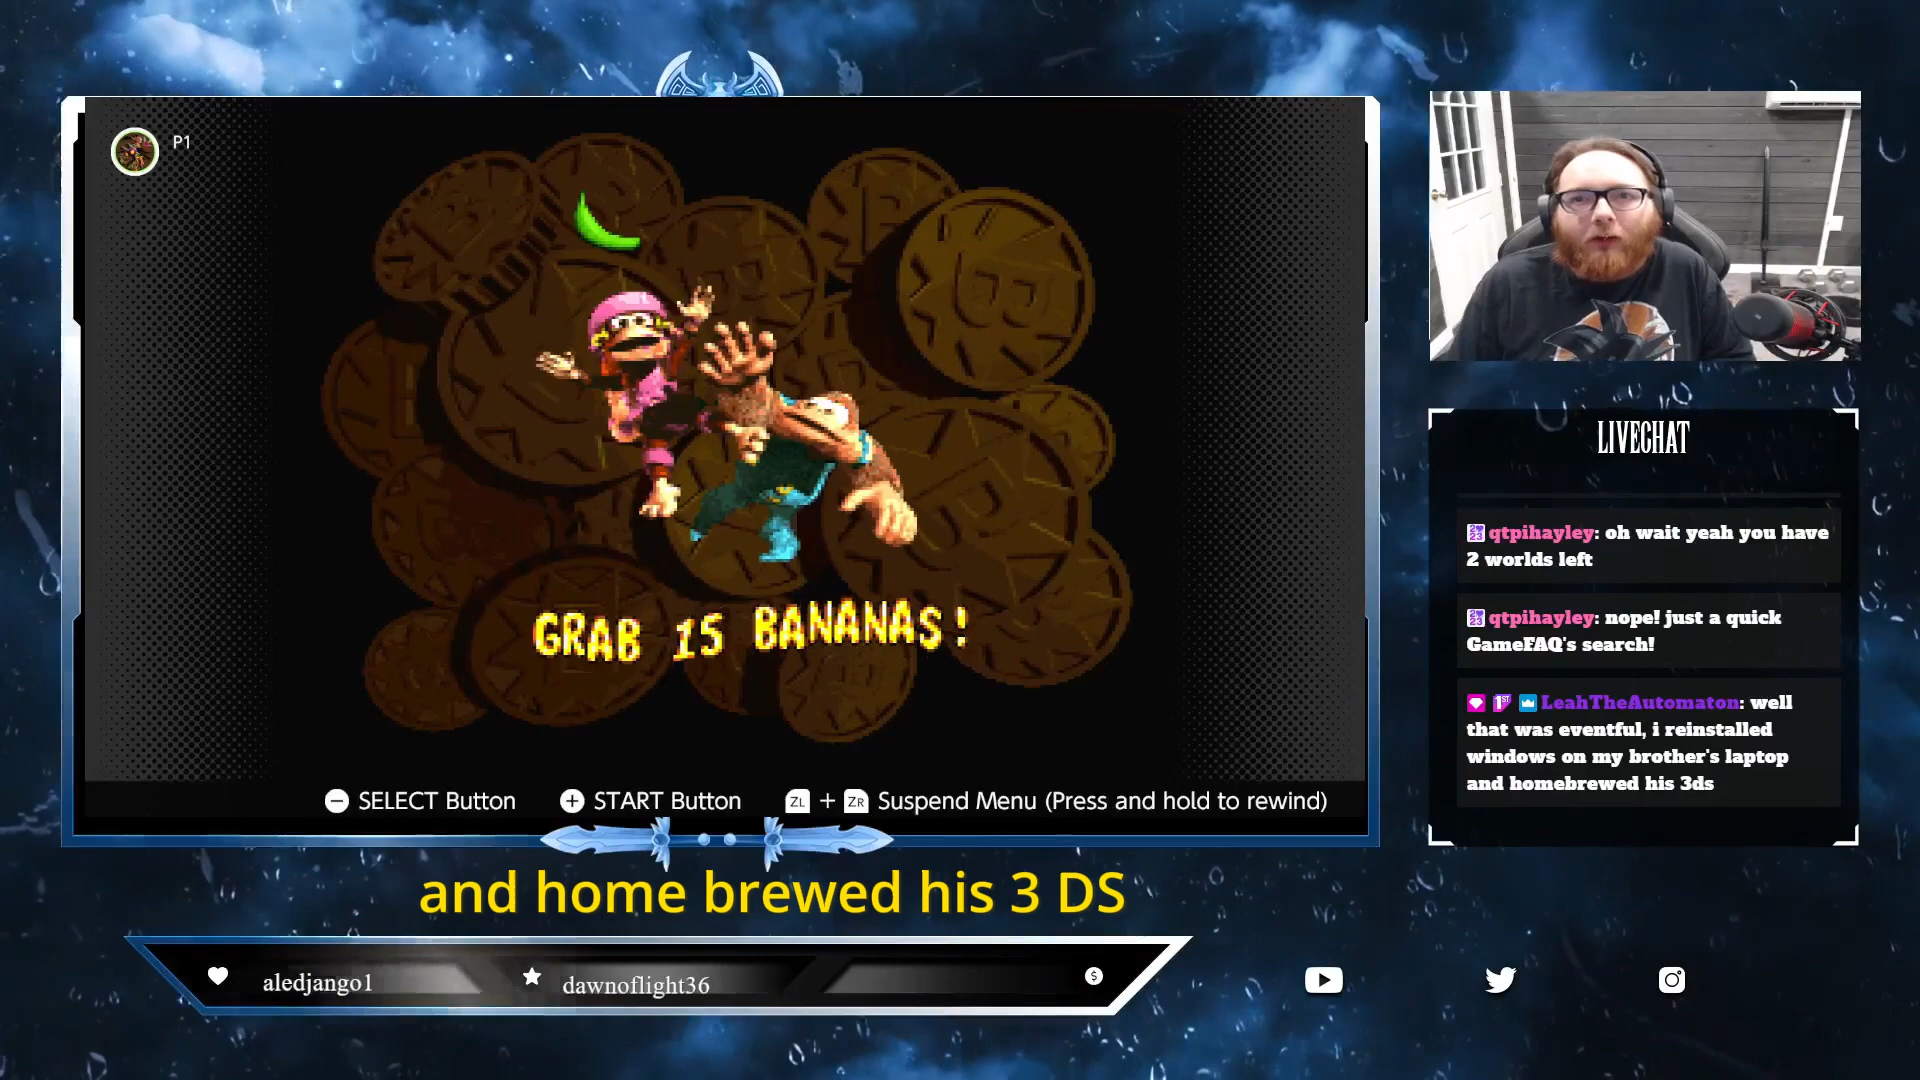 P1
GRAB 15 BANANAS!
SELECT Button
START Button
ZL + ZR Suspend Menu (Press and hold to rewind)
and home brewed his 3 DS
aledjango1
dawnoflight36
LIVECHAT
qtpihayley: oh wait yeah you have
2 worlds left
qtpihayley: nope! just a quick
GameFAQ's search!
1ST LeahTheAutomaton: well
that was eventful, i reinstalled
windows on my brother's laptop
and homebrewed his 3ds